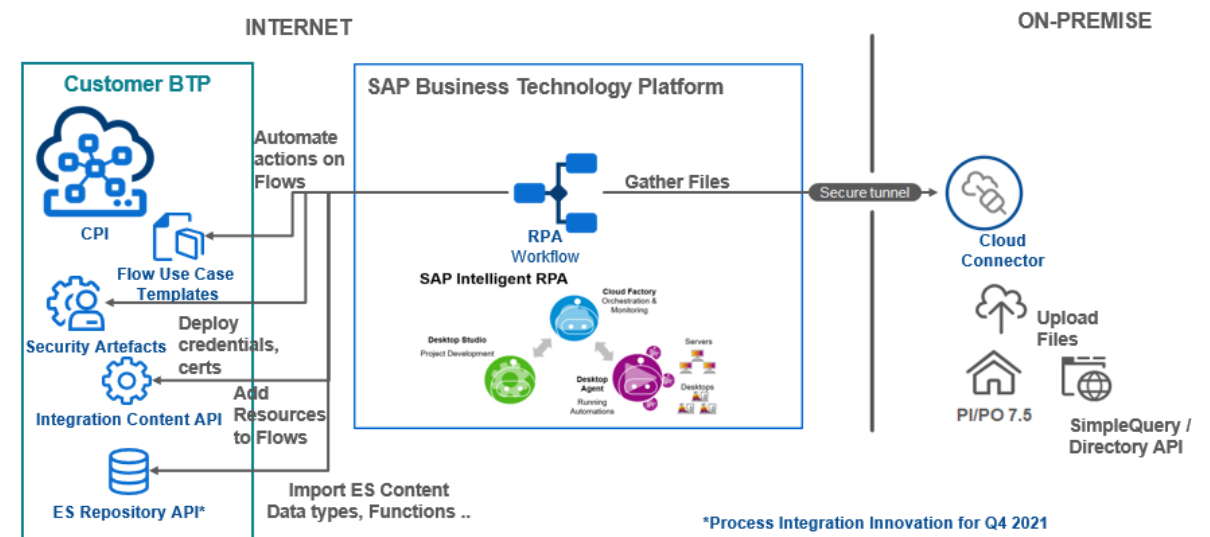 INTERNET
ON-PREMISE
Customer BTP
SAP Business Technology Platform
Automate
actions on
Flows
CPI
Gather Files
Secure tunnel
RPA
Workflow
Cloud
Connector
Flow Use Case
Templates
SAP Intelligent RPA
Cloud Factory
Orchestration &
Monitoring
Desktop Studio
Project Development
Servers
Desktop
Agent
Running
Automations
Desktops
Upload
Files
Security Artefacts
Deploy
credentials,
certs
Integration Content API
Add
Resources
to Flows
PI/PO 7.5
SimpleQuery /
Directory API
ES Repository API*
Import ES Content
Data types, Functions ..
*Process Integration Innovation for Q4 2021